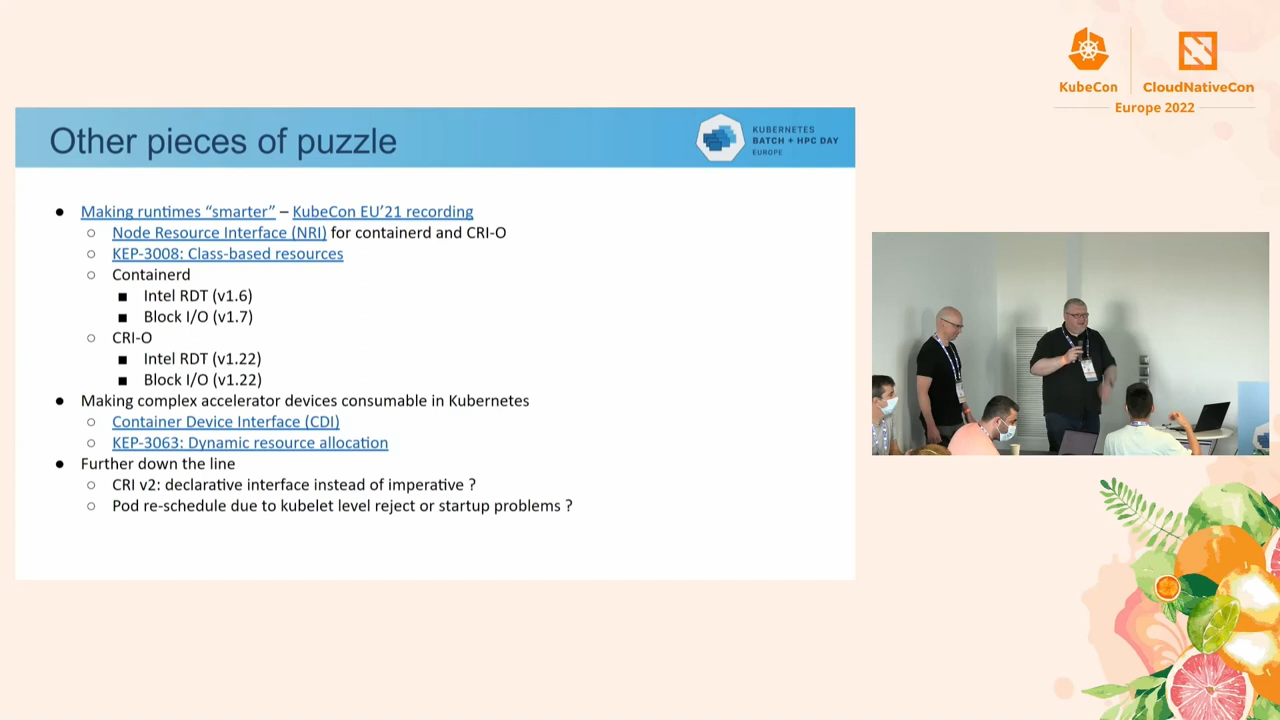 KubeCon
CloudNativeCon
Europe 2022
Other pieces of puzzle
KUBERNETES
BATCH + HPC DAY
EUROPE
● Making runtimes “smarter” – KubeCon EU’21 recording
○ Node Resource Interface (NRI) for containerd and CRI-O
○ KEP-3008: Class-based resources
○ Containerd
■ Intel RDT (v1.6)
■ Block I/O (v1.7)
○ CRI-O
■ Intel RDT (v1.22)
■ Block I/O (v1.22)
● Making complex accelerator devices consumable in Kubernetes
○ Container Device Interface (CDI)
○ KEP-3063: Dynamic resource allocation
● Further down the line
○ CRI v2: declarative interface instead of imperative ?
○ Pod re-schedule due to kubelet level reject or startup problems ?